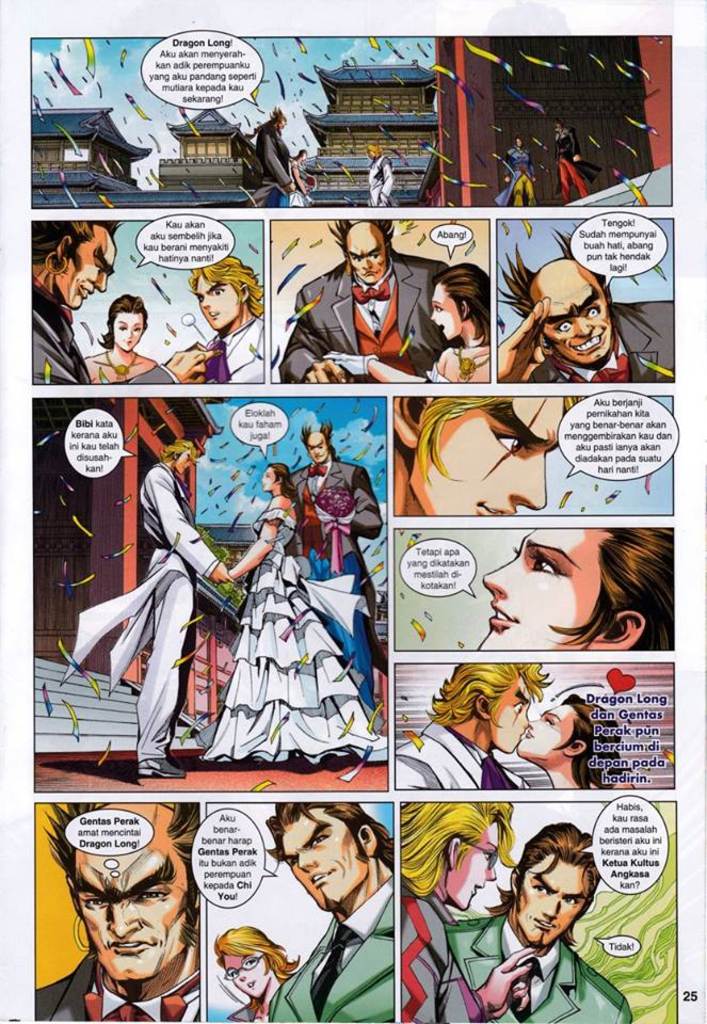 Dragon Long!
Aku akan menyerah-
kan adik perempuanku
yang aku pandang seperti
mutiara kepada kau
sekarang!
Kau akan
aku sembelih jika
kau berani menyakiti
hatinya nanti!
Abang!
Tengok!
Sudah mempunyai
buah hati, abang
pun tak hendak
lagi!
Bibi kata
kerana aku
ini kau telah
disusah-
kan!
Eloklah
kau faham
juga!
Aku berjanji
pernikahan kita
yang benar-benar akan
menggembirakan kau dan
aku pasti ianya akan
diadakan pada suatu
hari nanti!
Tetapi apa
yang dikatakan
mestilah di-
kotakan!
Dragon Long
dan Gentas
Perak pun
bercium di
depan pada
hadirin.
Gentas Perak
amat mencintai
Dragon Long!
Aku
benar-
benar harap
Gentas Perak
itu bukan adik
perempuan
kepada Chi
You!
Habis,
kau rasa
ada masalah
beristeri aku ini
kerana aku ini
Ketua Kultus
Angkasa
kan?
Tidak!
25